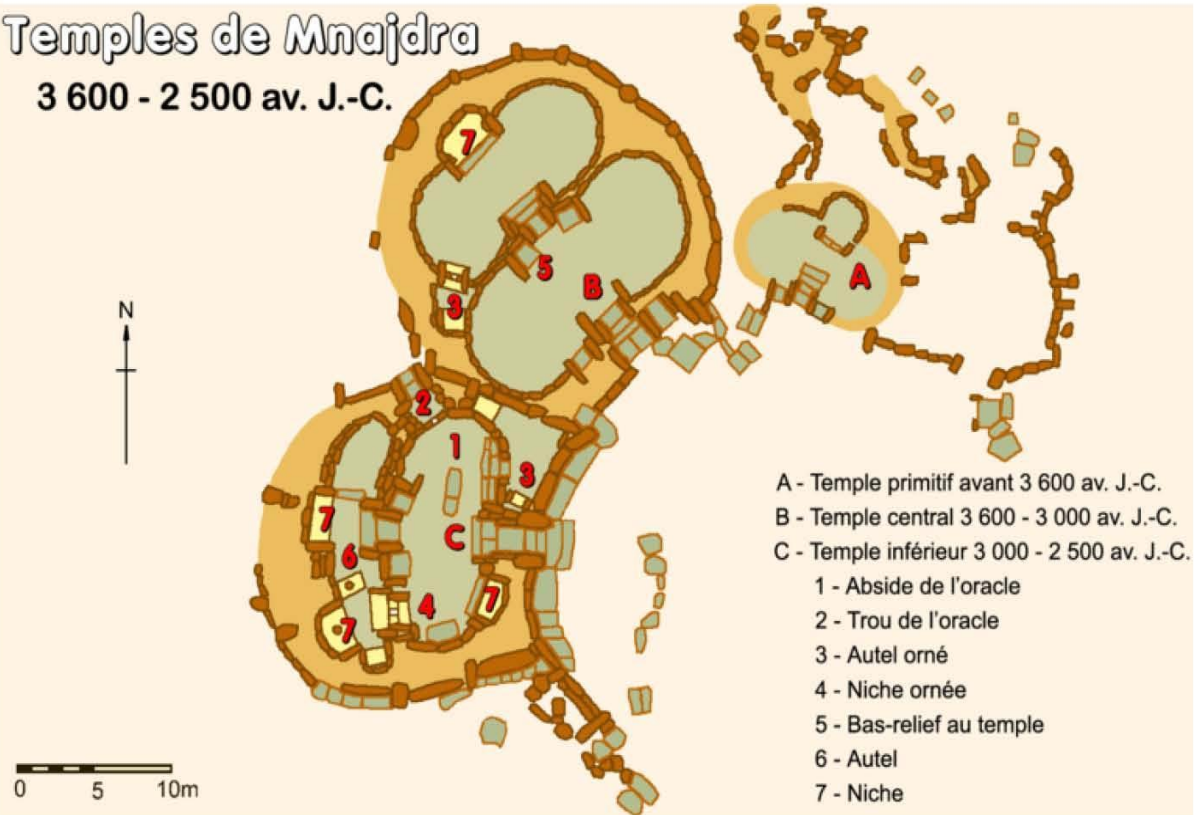 Temples de Mnajdra
3 600 - 2 500 av. J.-C.
7
5
B
A
3
N
2
1
3
7
C
6
7
4
7
A - Temple primitif avant 3 600 av. J.-C.
B - Temple central 3 600 - 3 000 av. J.-C.
C - Temple inférieur 3 000 - 2 500 av. J.-C.
1 - Abside de l'oracle
2 - Trou de l'oracle
3 - Autel orné
4 - Niche ornée
5 - Bas-relief au temple
6 - Autel
7 - Niche
0 5 10m